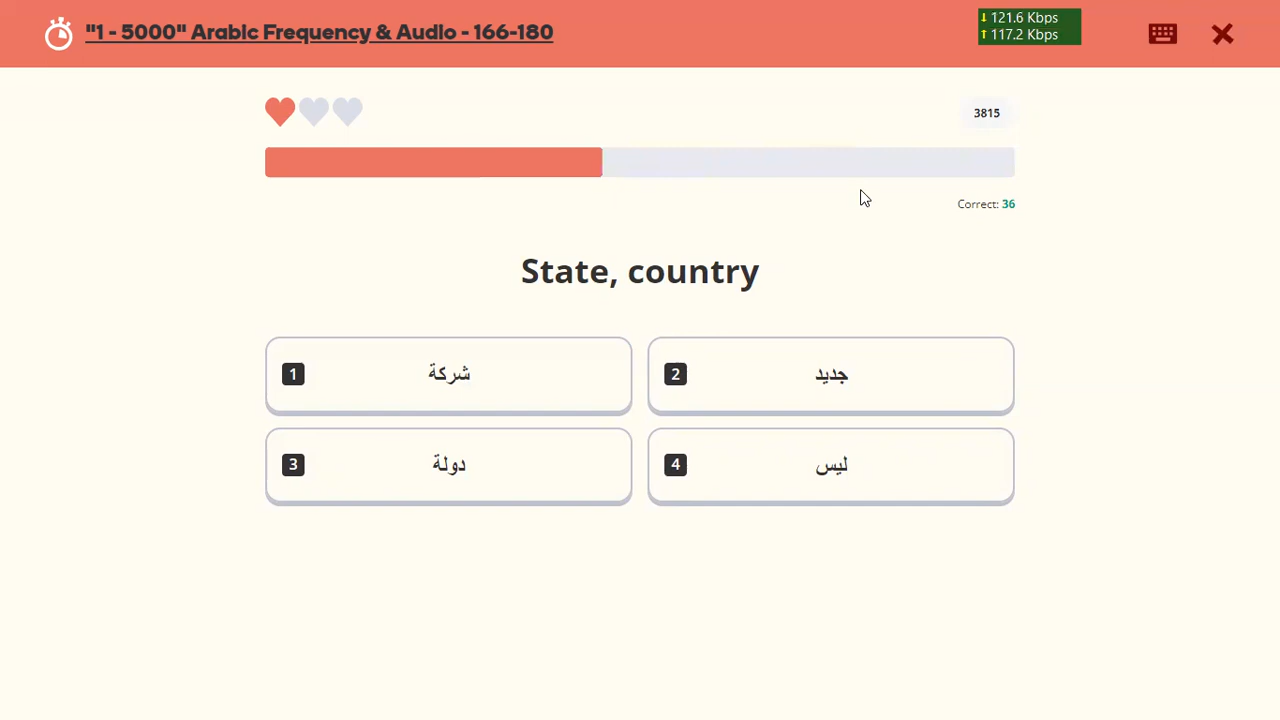 "1 - 5000" Arabic Frequency & Audio - 166-180
↓ 121.6 Kbps
↑ 117.2 Kbps
3815
Correct: 36
State, country
1 شركة
2 جديد
3 دولة
4 ليس